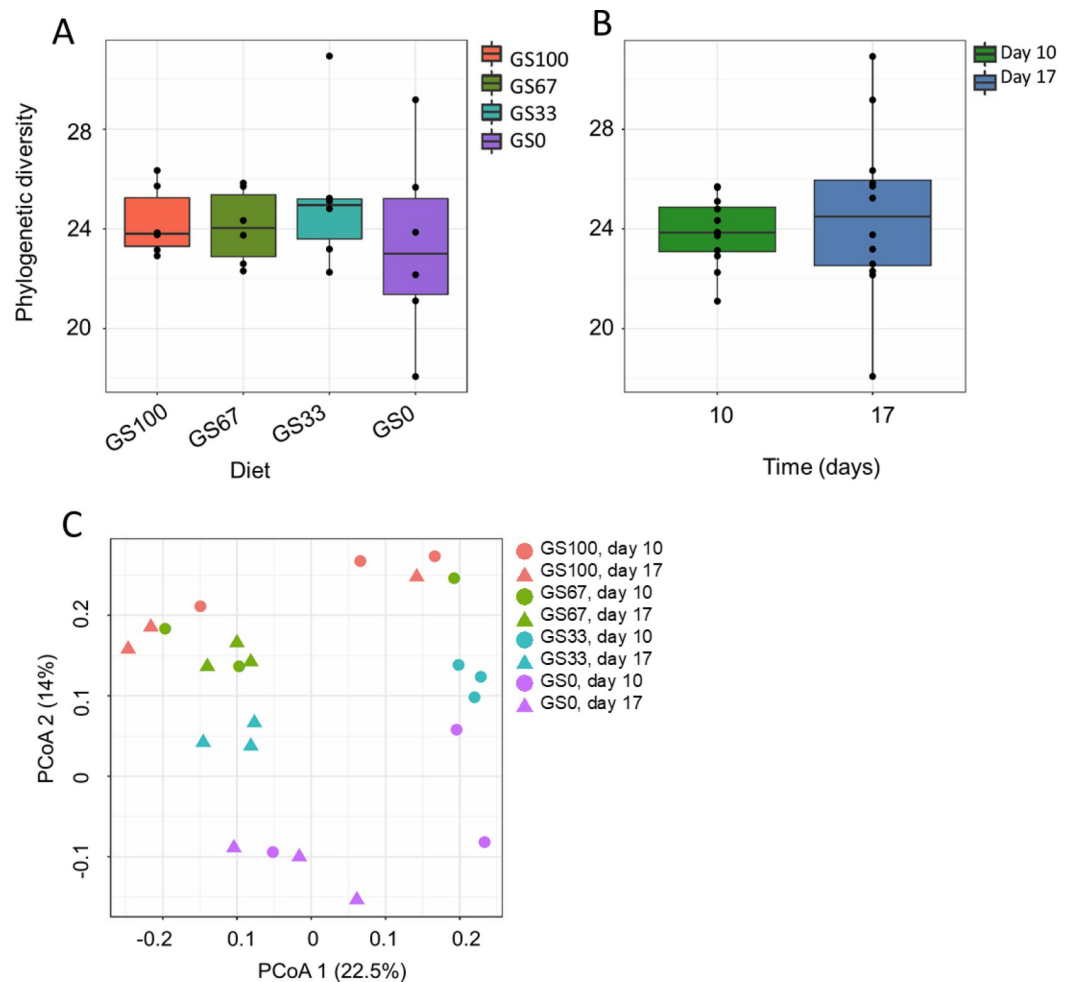 A
B
GS100
GS67
GS33
GS0
Day 10
Day 17
Phylogenetic diversity
28
24
20
28
24
20
GS100
GS67
GS33
GS0
10
17
Diet
Time (days)
C
GS100, day 10
GS100, day 17
GS67, day 10
GS67, day 17
GS33, day 10
GS33, day 17
GS0, day 10
GS0, day 17
PCoA 2 (14%)
0.2
0.1
0
-0.1
-0.2
0.1
0
0.1
0.2
PCoA 1 (22.5%)